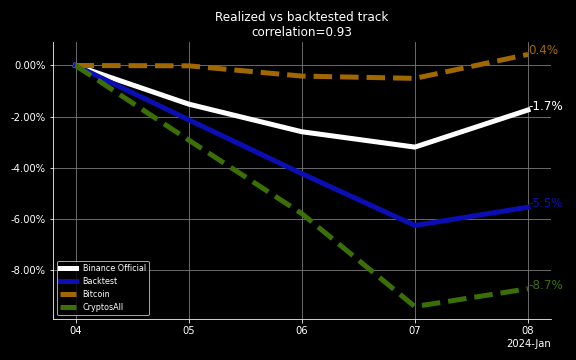 Realized vs backtested track
correlation=0.93
0.4%
0.00%
-1.7%
-2.00%
-4.00%
-5.5%
-6.00%
-8.00%
-8.7%
Binance Official
Backtest
Bitcoin
CryptosAll
04 05 06 07 08
2024-Jan